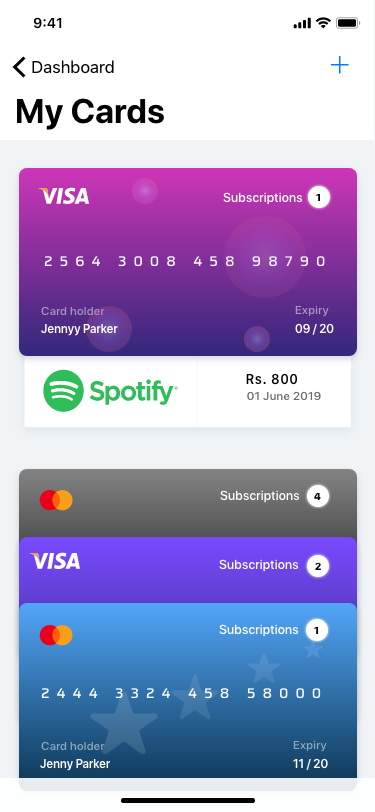 9:41
Dashboard
My Cards
VISA
Subscriptions 1
2564 3008 458 98790
Card holder
Expiry
Jennyy Parker
09 / 20
Spotify
Rs. 800
01 June 2019
Subscriptions 4
VISA
Subscriptions 2
Subscriptions 1
2444 3324 458 58000
Card holder
Expiry
Jenny Parker
11 / 20